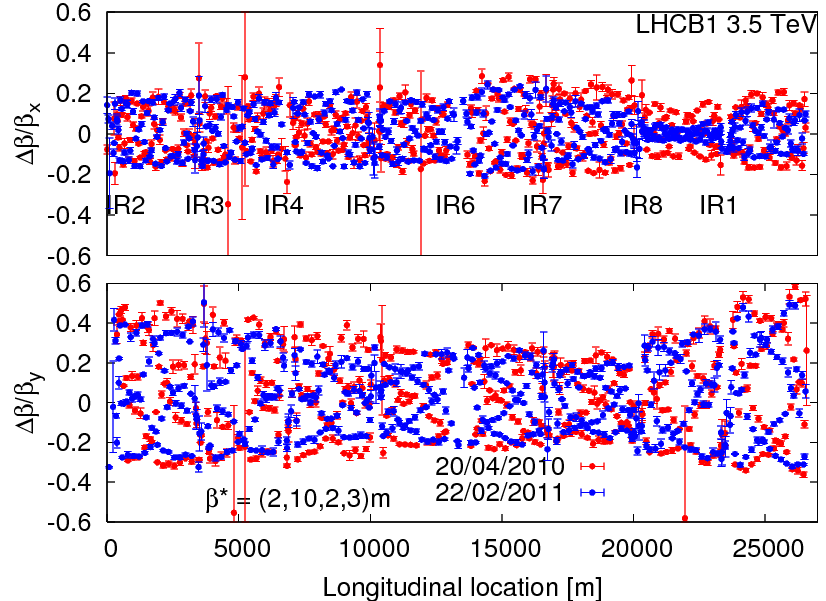 LHCB1 3.5 TeV
0.6
0.4
0.2
0
-0.2
-0.4
-0.6
Δβ/βx
IR2 IR3 IR4 IR5 IR6 IR7 IR8 IR1
0.6
0.4
0.2
0
-0.2
-0.4
-0.6
Δβ/βy
20/04/2010
22/02/2011
β* = (2,10,2,3)m
0 5000 10000 15000 20000 25000
Longitudinal location [m]